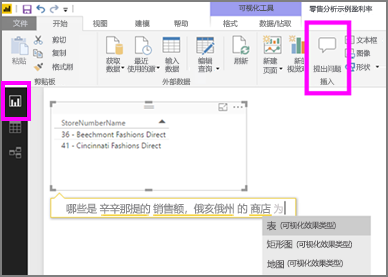 可视化工具 零售分析示例盈利率
文件 开始 视图 建模 帮助 格式 数据/钻取
粘贴 剪切 复制 格式刷
获取数据 最近使用的源 输入数据 编辑查询 刷新 新建页面 新的视觉对象 提出问题 文本框 图像 形状
剪贴板 外部数据 插入
StoreNumberName
36 - Beechmont Fashions Direct
41 - Cincinnati Fashions Direct
哪些是 辛辛那提的 销售额，俄亥俄州 的 商店 为
表 (可视化效果类型)
矩形图 (可视化效果类型)
地图 (可视化效果类型)